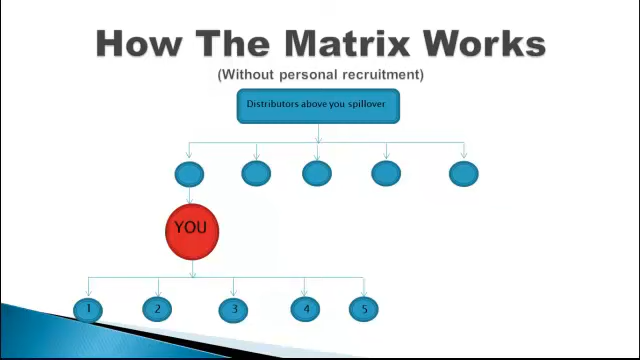 How The Matrix Works
(Without personal recruitment)
Distributors above you spillover
YOU
1 2 3 4 5